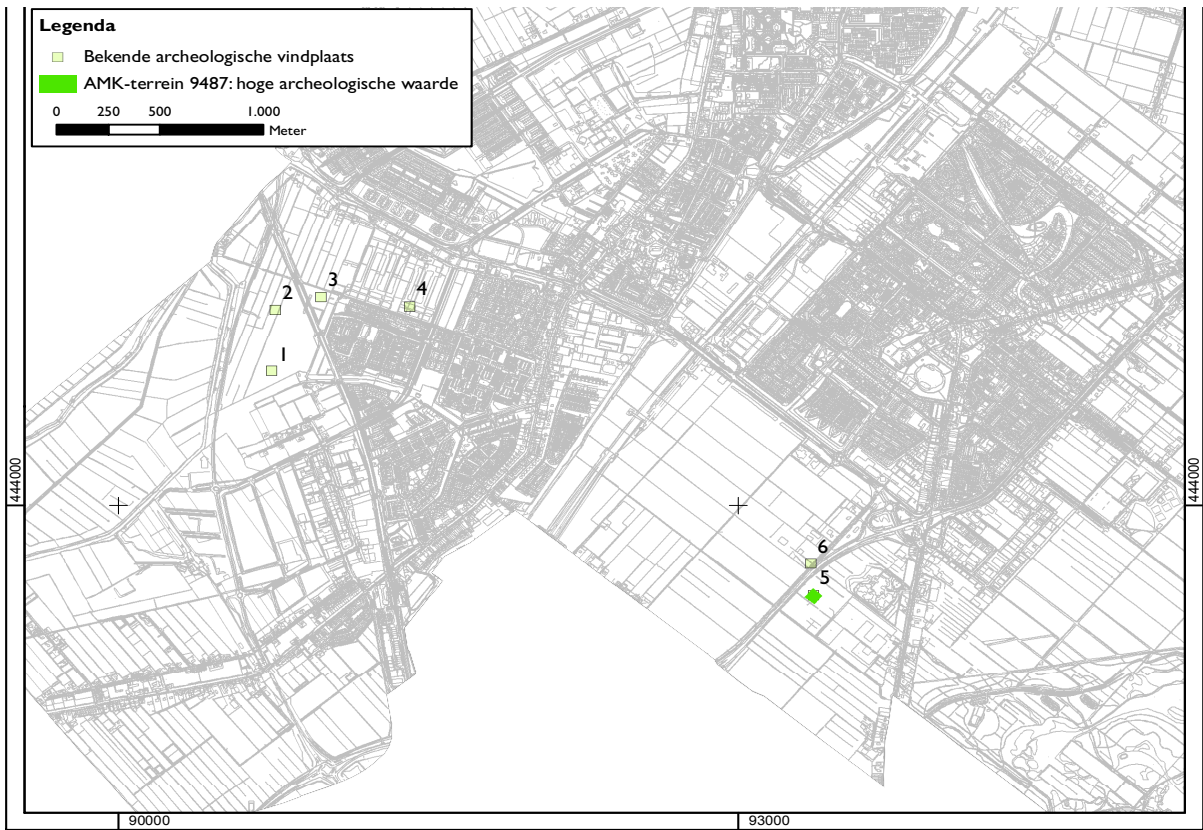 Legenda
Bekende archeologische vindplaats
AMK-terrein 9487: hoge archeologische waarde
0 250 500 1.000
Meter
3
2
4
1
444000
444000
6
5
90000
93000